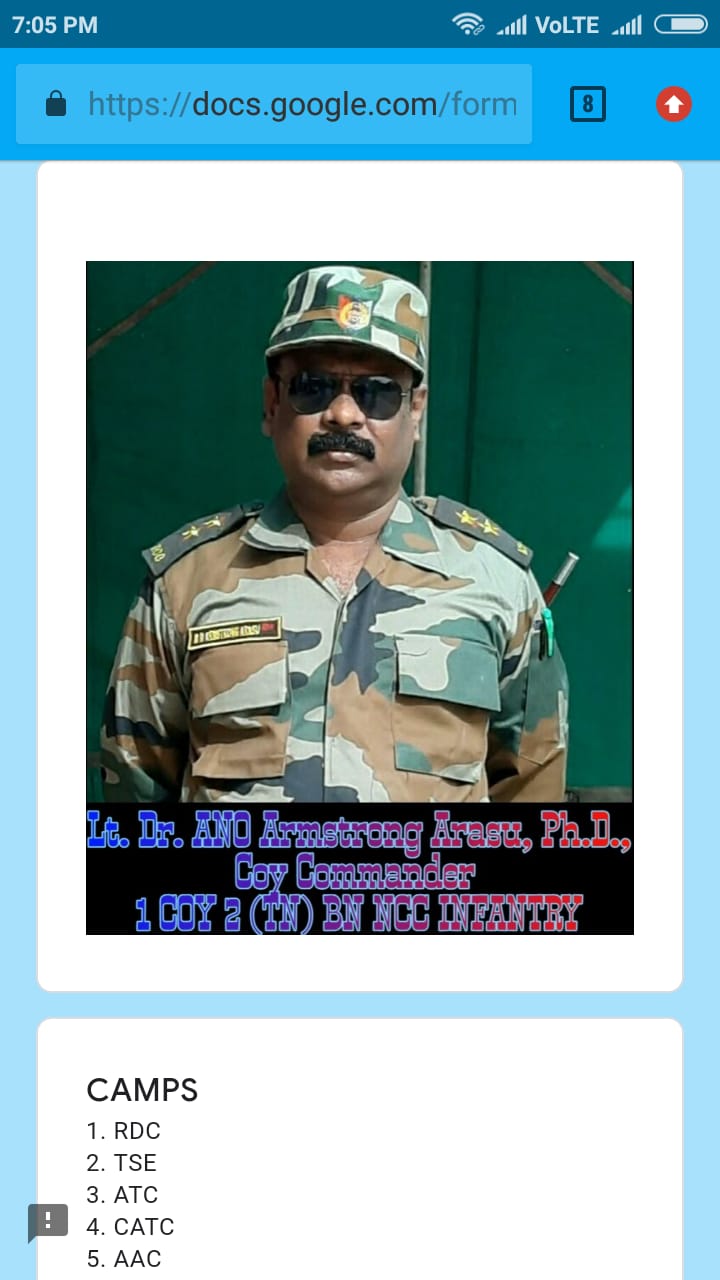 7:05 PM
VoLTE
https://docs.google.com/form
8
Lt. Dr. ANO Armstrong Arasu, Ph.D.,
Coy Commander
1 COY 2 (TN) BN NCC INFANTRY
CAMPS
1. RDC
2. TSE
3. ATC
4. CATC
5. AAC